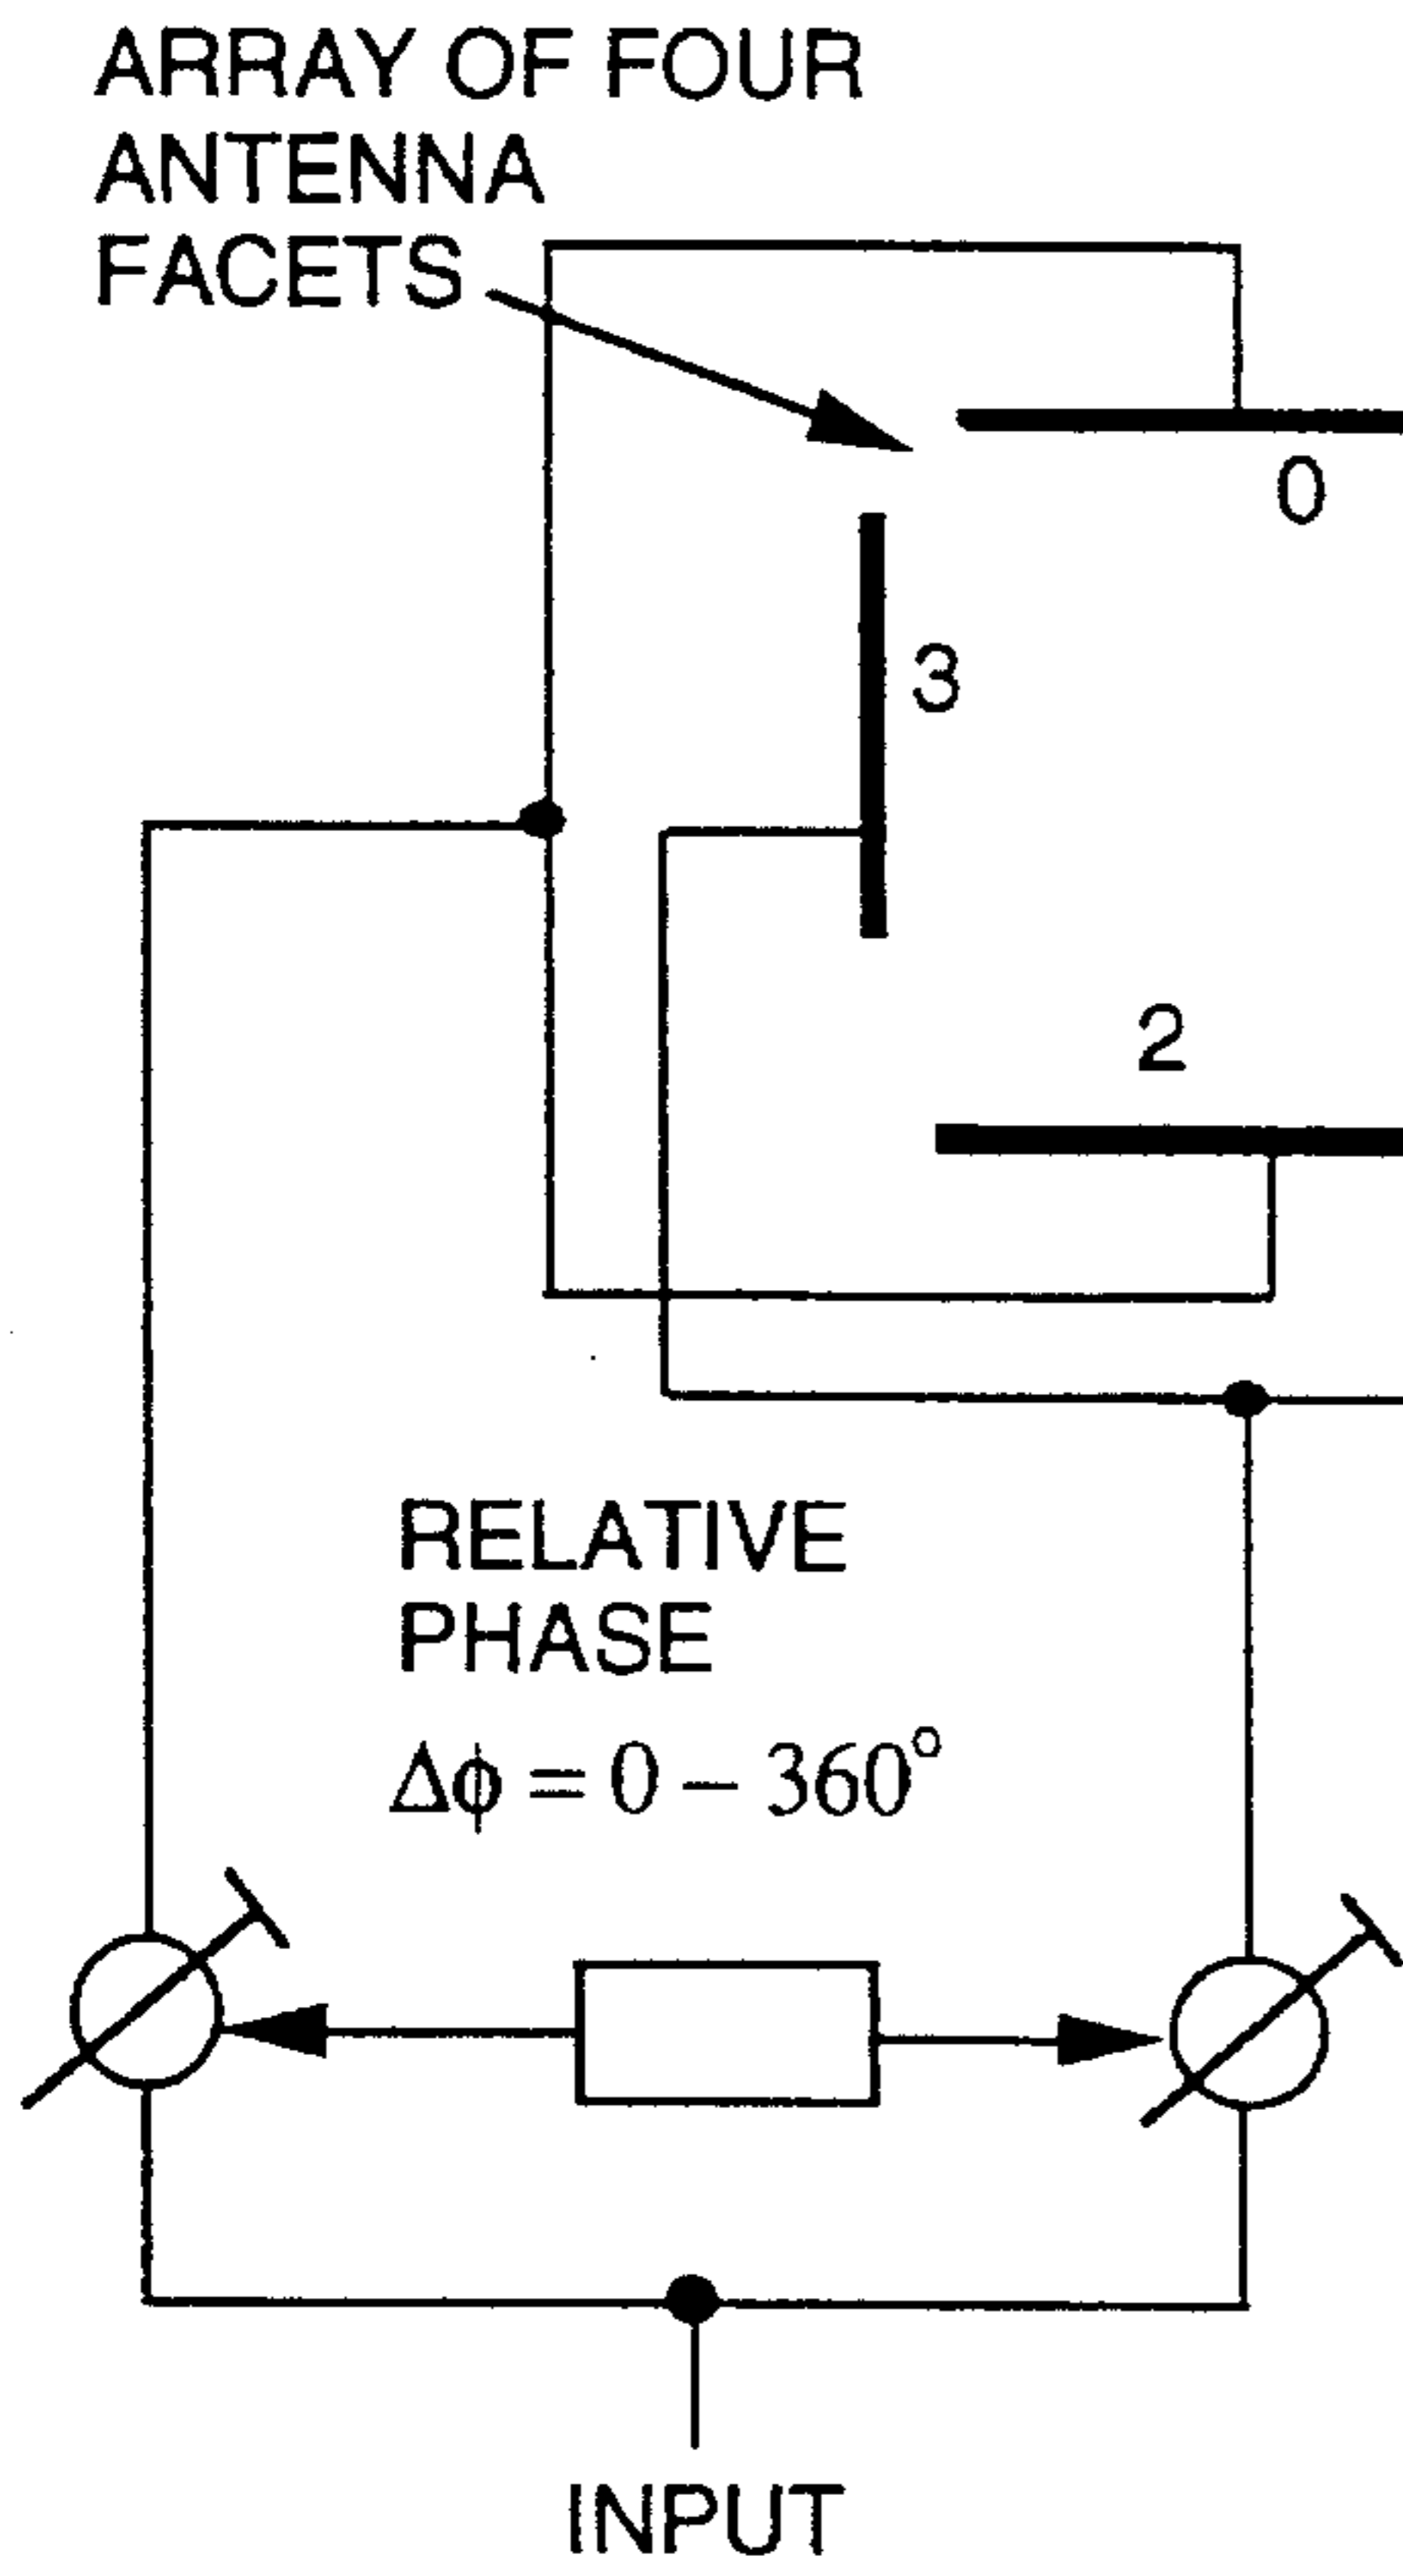 ARRAY OF FOUR
ANTENNA
FACETS
0
3
2
RELATIVE
PHASE
Δϕ = 0 – 360°
INPUT